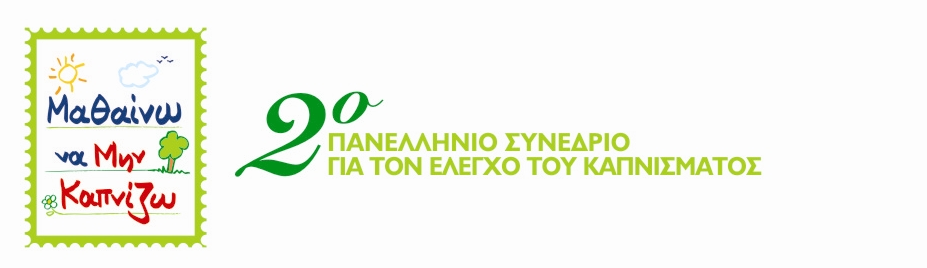 Μαθαίνω
να Μην
Καπνίζω
2ο
ΠΑΝΕΛΛΗΝΙΟ ΣΥΝΕΔΡΙΟ
ΓΙΑ ΤΟΝ ΕΛΕΓΧΟ ΤΟΥ ΚΑΠΝΙΣΜΑΤΟΣ